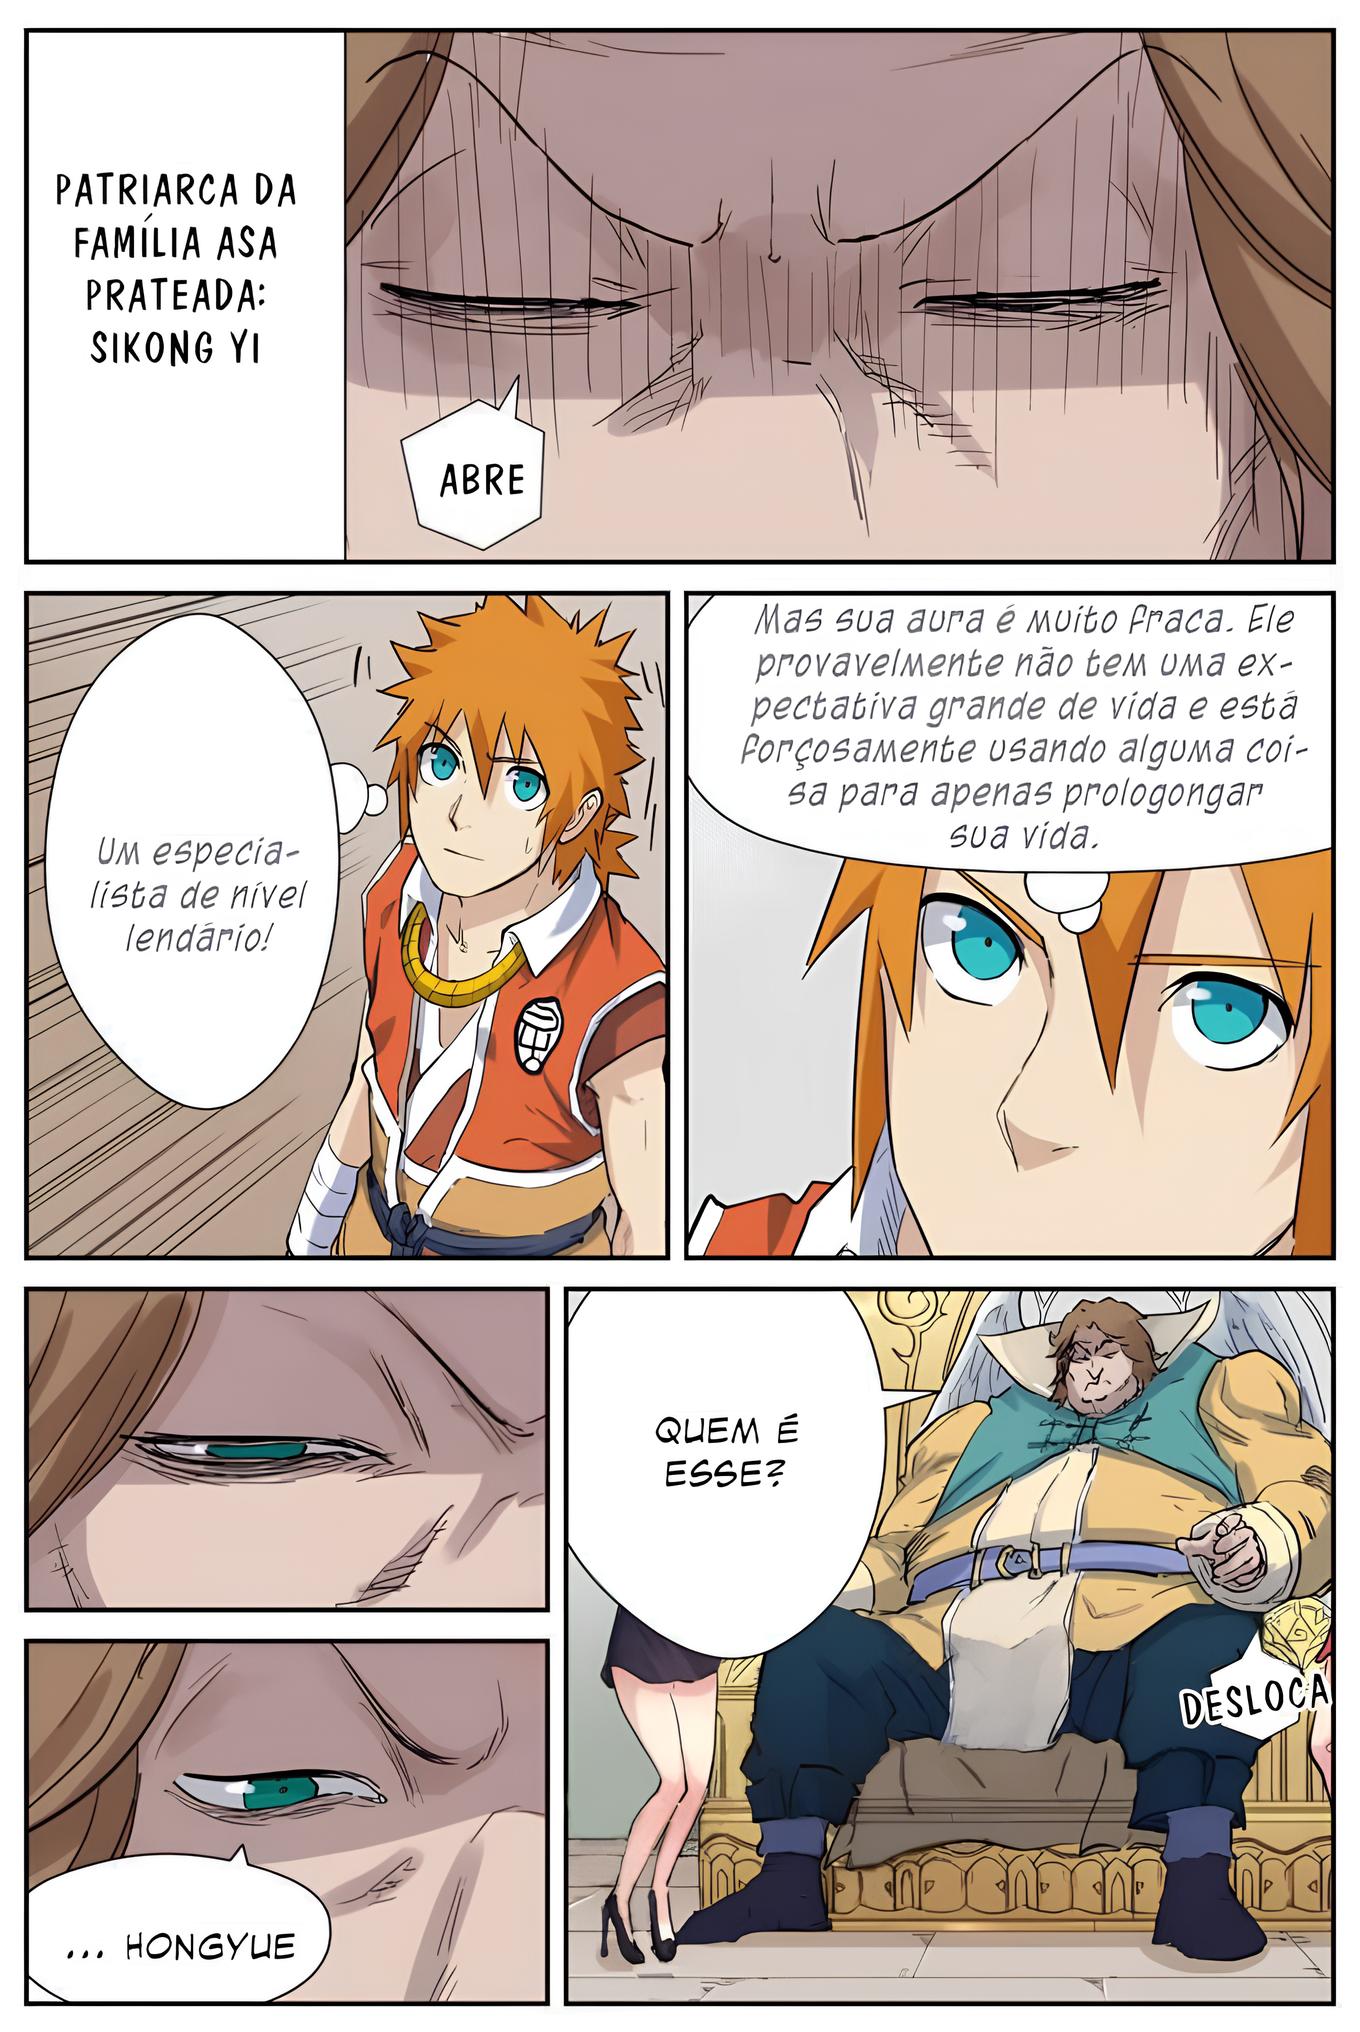 PATRIARCA DA
FAMÍLIA ASA
PRATEADA:
SIKONG YI
ABRE
Um especia-
lista de nível
lendário!
Mas sua aura é muito fraca. Ele
provavelmente não tem uma ex-
pectativa grande de vida e está
forçosamente usando alguma coi-
sa para apenas prologongar
sua vida.
... HONGYUE
QUEM É
ESSE?
DESLOCA